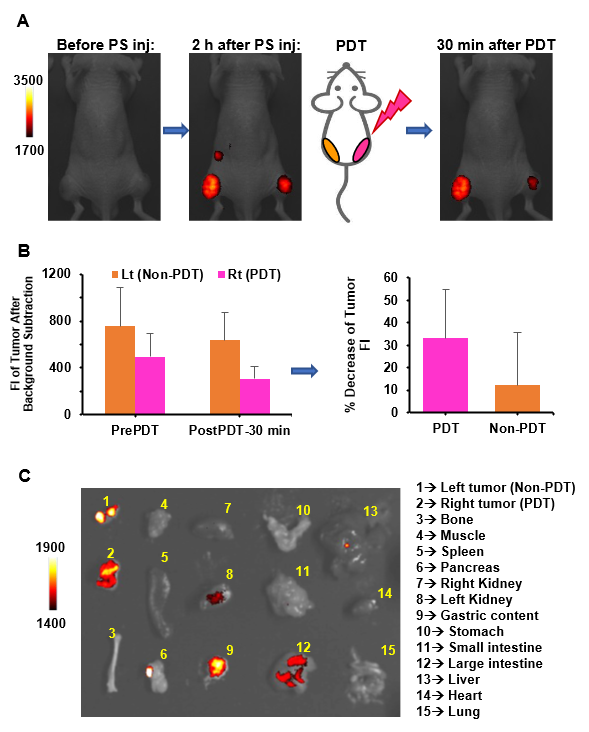 A
Before PS inj:
2 h after PS inj:
PDT
30 min after PDT
3500
1700
B
FI of Tumor After
Background Subtraction
1200
800
400
0
Lt (Non-PDT)
Rt (PDT)
PrePDT
PostPDT-30 min
% Decrease of Tumor
FI
60
50
40
30
20
10
0
PDT
Non-PDT
C
1900
1400
1
4
7
10
13
2
5
8
11
14
3
6
9
12
15
1→ Left tumor (Non-PDT)
2→ Right tumor (PDT)
3→ Bone
4→ Muscle
5→ Spleen
6→ Pancreas
7→ Right Kidney
8→ Left Kidney
9→ Gastric content
10→ Stomach
11→ Small intestine
12→ Large intestine
13→ Liver
14→ Heart
15→ Lung